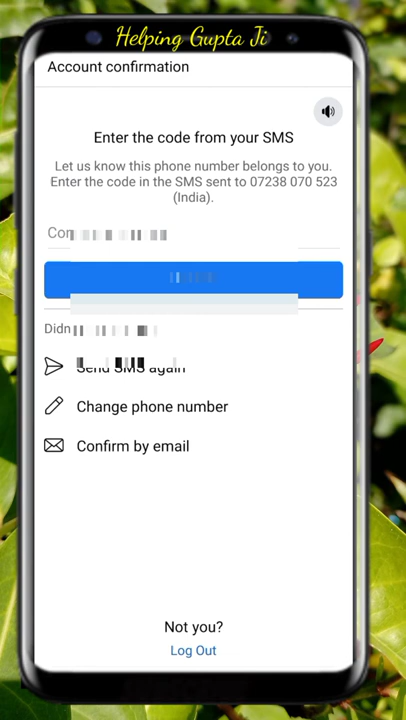 Helping Gupta Ji
Account confirmation
Enter the code from your SMS
Let us know this phone number belongs to you.
Enter the code in the SMS sent to 07238 070 523
(India).
Send SMS again
Change phone number
Confirm by email
Not you?
Log Out